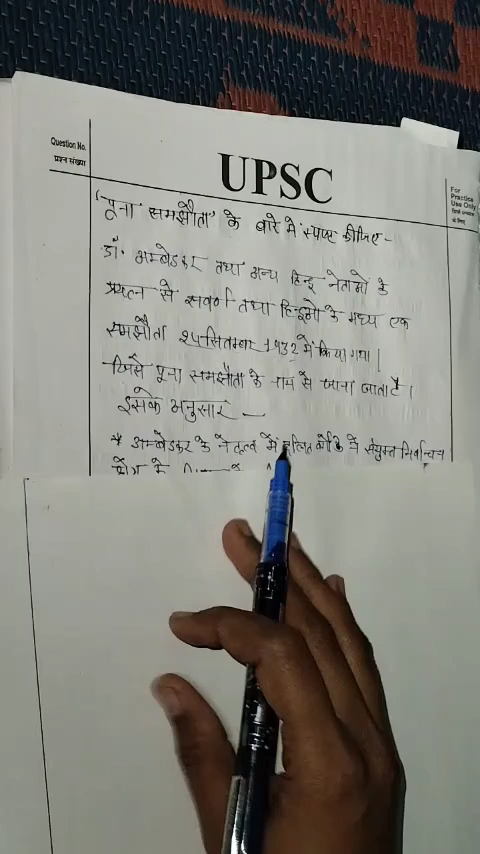 Question No.
प्रश्न संख्या
UPSC
For
Practice
Use Only
"पूना समझौता" के बारे में स्पष्ट कीजिए -
डॉ. अम्बेडकर तथा अन्य हिन्दू नेताओं के
प्रयत्न से सवर्ण तथा हिन्दुओं के मध्य एक
समझौता 24 सितम्बर 1932 में किया गया।
जिसे पूना समझौता के नाम से जाना जाता है।
इसके अनुसार —
* अम्बेडकर के नेतृत्व में दलित वर्गो ने संयुक्त निर्वाचन